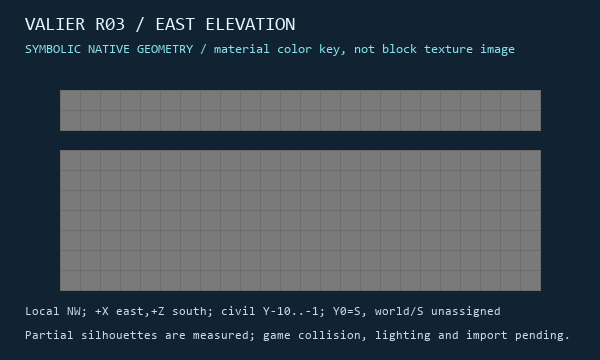 VALIER R03 / EAST ELEVATION
SYMBOLIC NATIVE GEOMETRY / material color key, not block texture image
Local NW; +X east,+Z south; civil Y-10..-1; Y0=S, world/S unassigned
Partial silhouettes are measured; game collision, lighting and import pending.